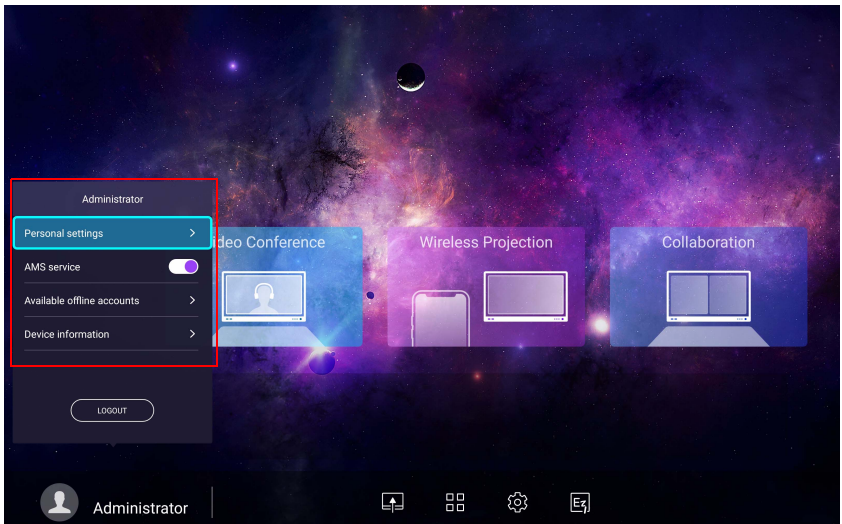 Administrator
Personal settings
AMS service
Available offline accounts
Device information
LOGOUT
ideo Conference
Wireless Projection
Collaboration
Administrator